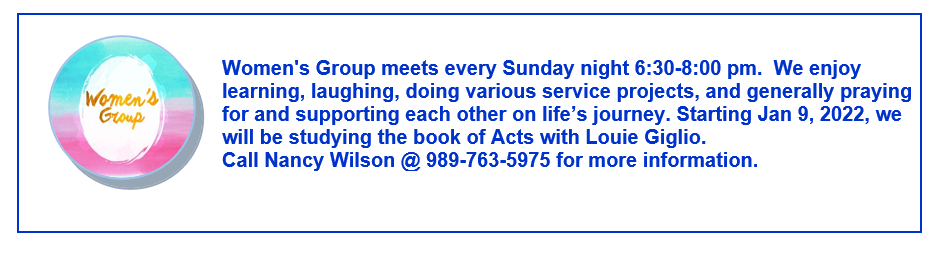 Women's
Group
Women's Group meets every Sunday night 6:30-8:00 pm.  We enjoy
learning, laughing, doing various service projects, and generally praying
for and supporting each other on life’s journey. Starting Jan 9, 2022, we
will be studying the book of Acts with Louie Giglio.
Call Nancy Wilson @ 989-763-5975 for more information.